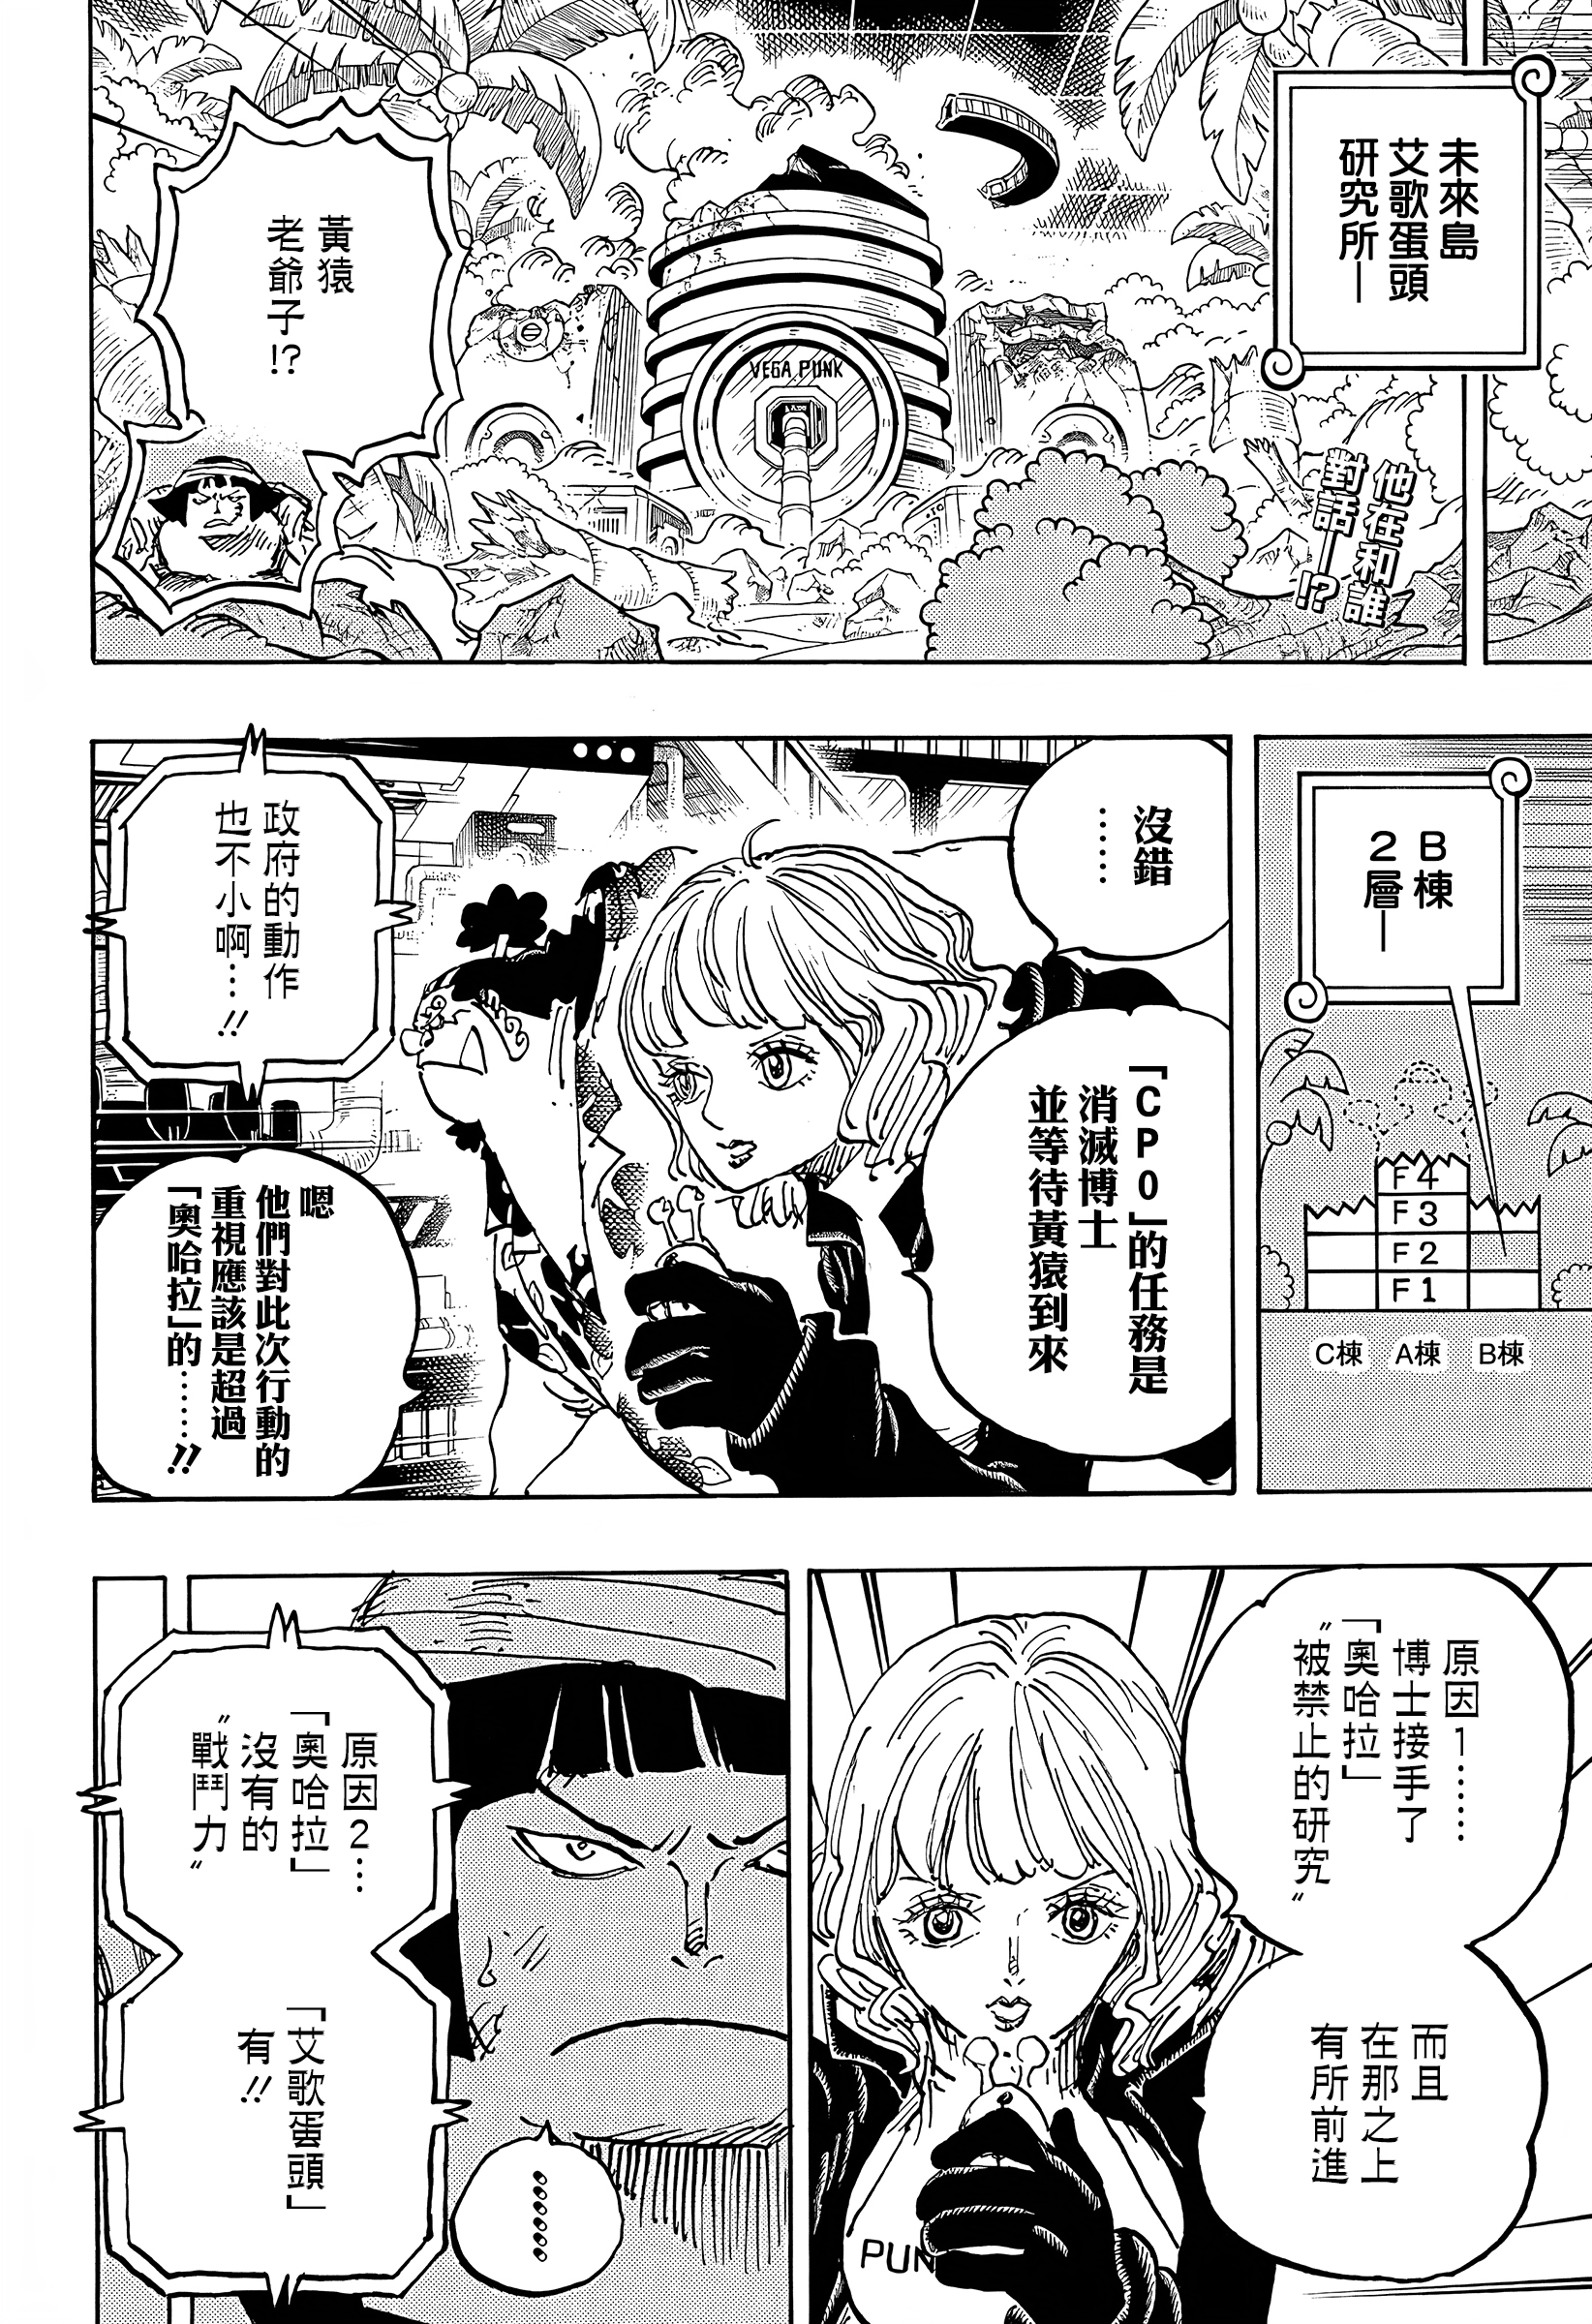 未來島
艾歌蛋頭
研究所—
他在和誰
對話—!?
VEGA PUNK
黃猿
老爺子!?
B棟
2層—
F4
F3
F2
F1
C棟
A棟
B棟
沒錯
……
「CP0」的任務是
消滅博士
並等待黃猿到來
政府的動作
也不小啊…!!
嗯
他們對此次行動的
重視應該是超過
「奧哈拉」的……!!
原因1……
博士接手了
「奧哈拉」
〝被禁止的研究〞
而且
在那之上
有所前進
PUN
原因2…
「奧哈拉」
沒有的
〝戰鬥力〞
「艾歌蛋頭」
有!!
……